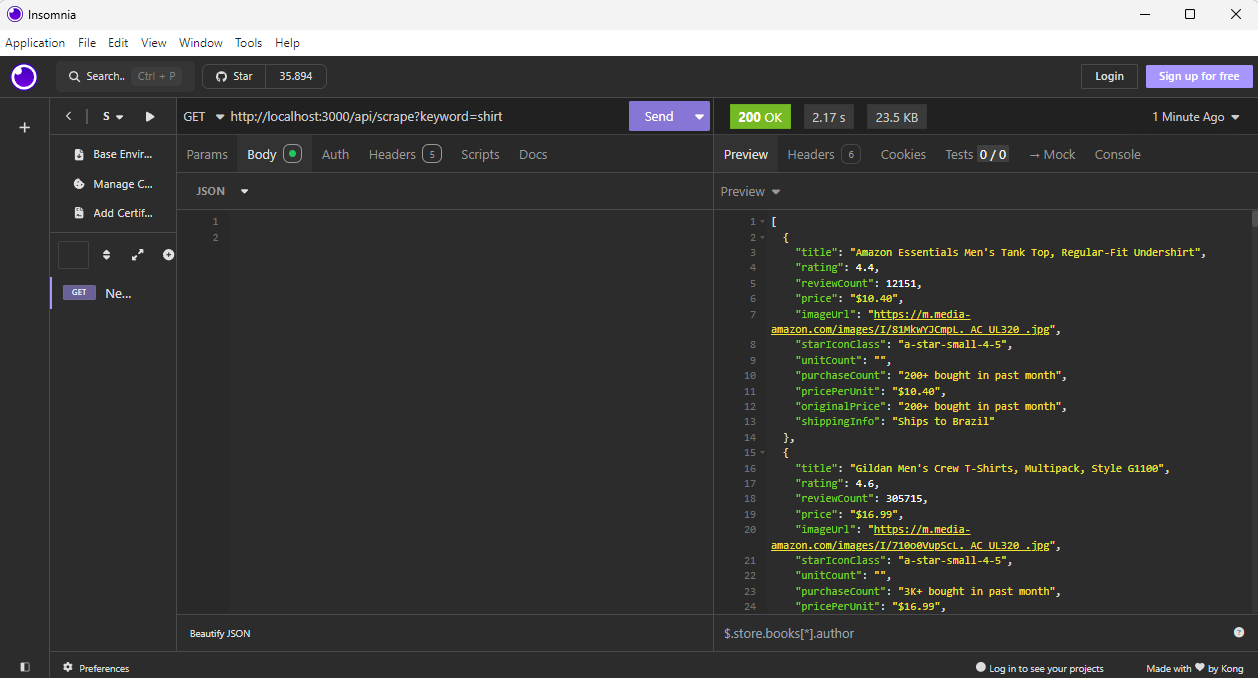 Insomnia
Application File Edit View Window Tools Help
Search.. Ctrl + P Star 35.894 Login Sign up for free
S GET http://localhost:3000/api/scrape?keyword=shirt Send 200 OK 2.17 s 23.5 KB 1 Minute Ago
Base Envir...
Manage C...
Add Certif...
GET Ne...
Params Body Auth Headers 5 Scripts Docs
JSON
1
2
Beautify JSON
Preview Headers 6 Cookies Tests 0 / 0 → Mock Console
Preview
1 [
2 {
3 "title": "Amazon Essentials Men's Tank Top, Regular-Fit Undershirt",
4 "rating": 4.4,
5 "reviewCount": 12151,
6 "price": "$10.40",
7 "imageUrl": "https://m.media-
amazon.com/images/I/81MkwYJCmpL._AC_UL320_.jpg",
8 "starIconClass": "a-star-small-4-5",
9 "unitCount": "",
10 "purchaseCount": "200+ bought in past month",
11 "pricePerUnit": "$10.40",
12 "originalPrice": "200+ bought in past month",
13 "shippingInfo": "Ships to Brazil"
14 },
15 {
16 "title": "Gildan Men's Crew T-Shirts, Multipack, Style G1100",
17 "rating": 4.6,
18 "reviewCount": 305715,
19 "price": "$16.99",
20 "imageUrl": "https://m.media-
amazon.com/images/I/710o0VupScL._AC_UL320_.jpg",
21 "starIconClass": "a-star-small-4-5",
22 "unitCount": "",
23 "purchaseCount": "3K+ bought in past month",
24 "pricePerUnit": "$16.99",
$.store.books[*].author
Preferences Log in to see your projects Made with ♥ by Kong